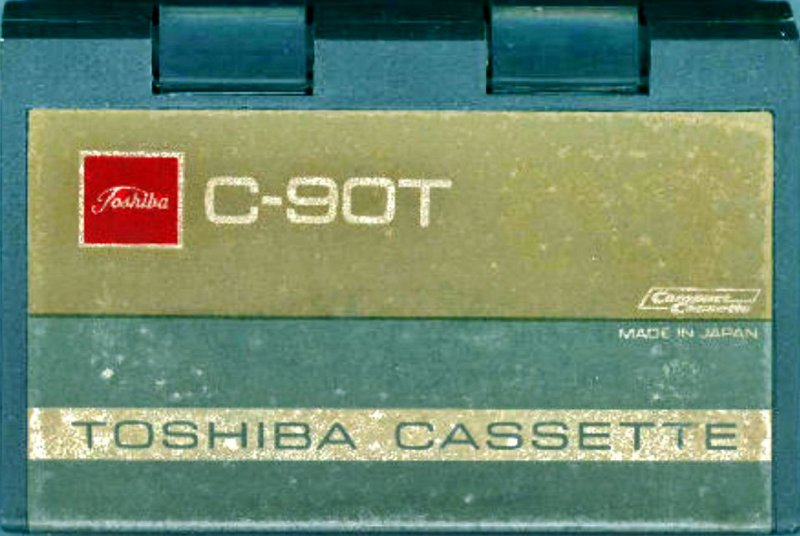 Toshiba
C-90T
Compact
Cassette
MADE IN JAPAN
TOSHIBA CASSETTE